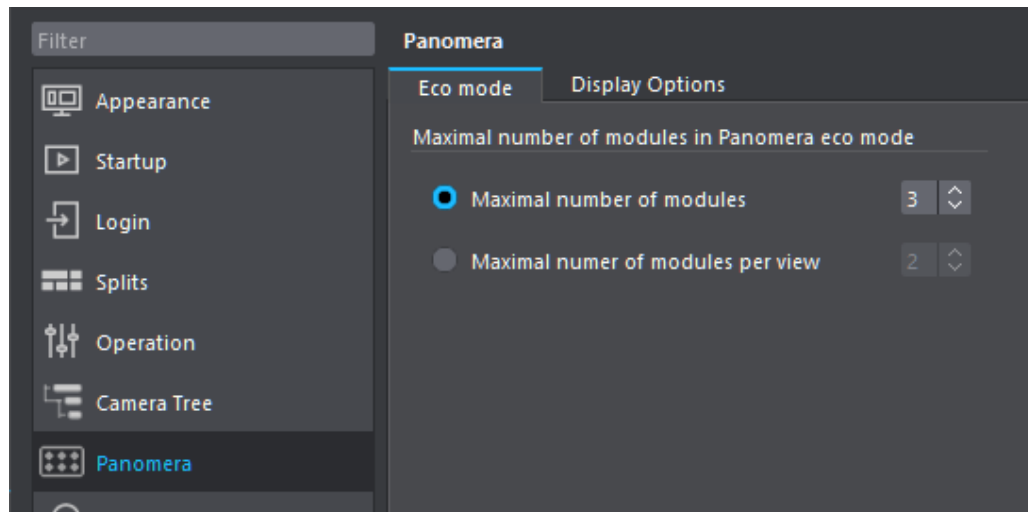 Filter
Appearance
Startup
Login
Splits
Operation
Camera Tree
Panomera
Panomera
Eco mode
Display Options
Maximal number of modules in Panomera eco mode
Maximal number of modules 3
Maximal numer of modules per view 2